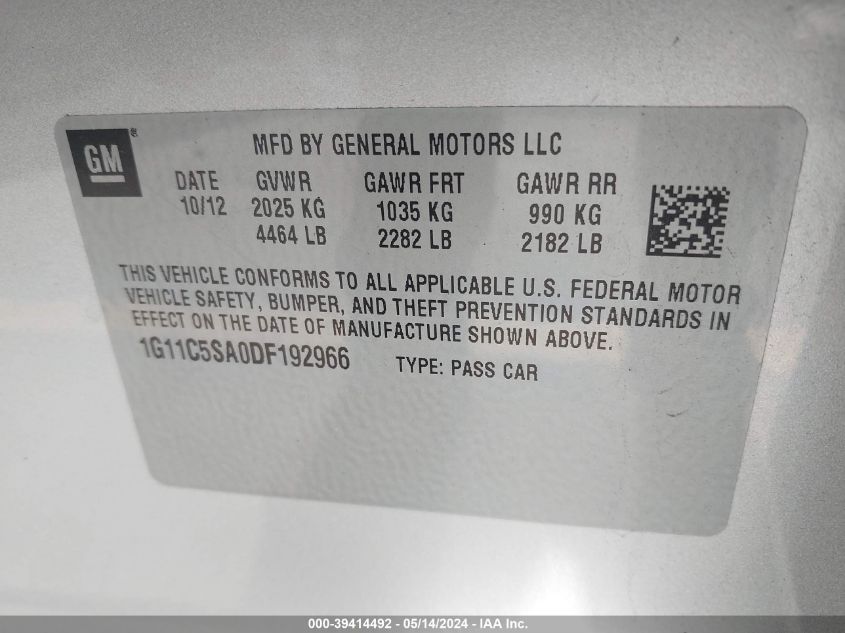 GM®
MFD BY GENERAL MOTORS LLC
DATE GVWR GAWR FRT GAWR RR
10/12 2025 KG 1035 KG 990 KG
4464 LB 2282 LB 2182 LB
THIS VEHICLE CONFORMS TO ALL APPLICABLE U.S. FEDERAL MOTOR
VEHICLE SAFETY, BUMPER, AND THEFT PREVENTION STANDARDS IN
EFFECT ON THE DATE OF MANUFACTURE SHOWN ABOVE.
1G11C5SA0DF192966 TYPE: PASS CAR
000-39414492 - 05/14/2024 - IAA Inc.